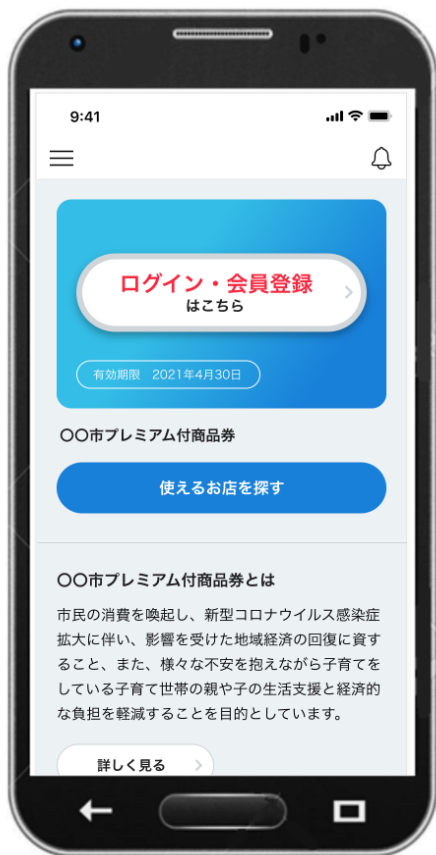 9:41
ログイン・会員登録
はこちら
有効期限 2021年4月30日
〇〇市プレミアム付商品券
使えるお店を探す
〇〇市プレミアム付商品券とは
市民の消費を喚起し、新型コロナウイルス感染症
拡大に伴い、影響を受けた地域経済の回復に資す
ること、また、様々な不安を抱えながら子育てを
している子育て世帯の親や子の生活支援と経済的
な負担を軽減することを目的としています。
詳しく見る